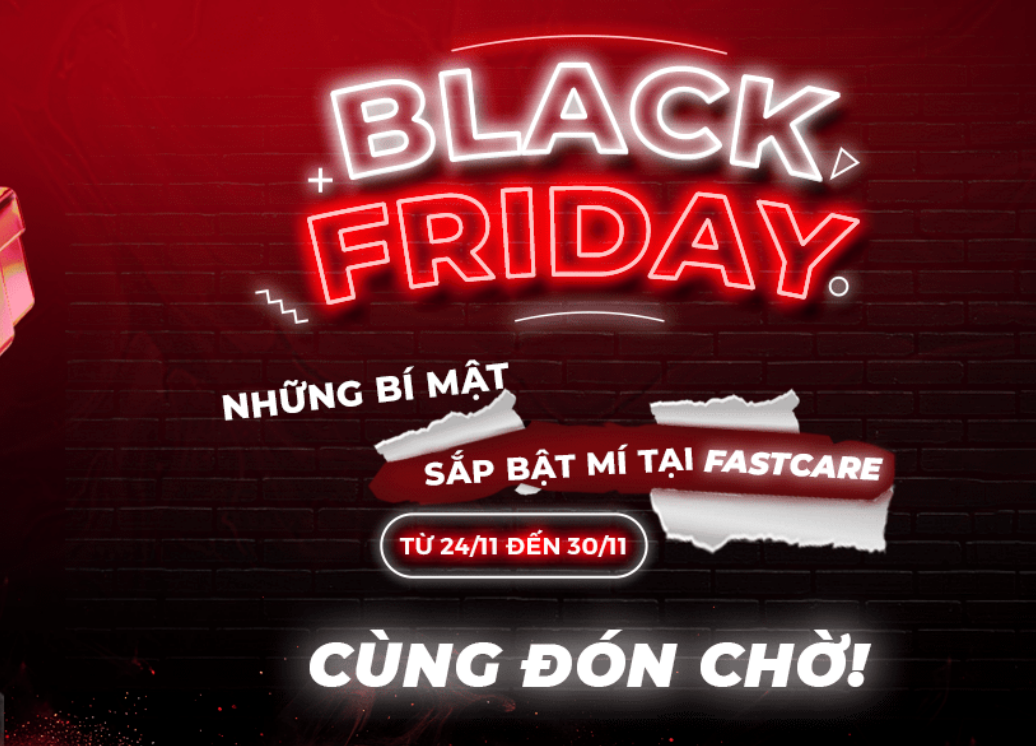 BLACK
FRIDAY
NHỮNG BÍ MẬT
SẮP BẬT MÍ TẠI FASTCARE
TỪ 24/11 ĐẾN 30/11
CÙNG ĐÓN CHỜ!